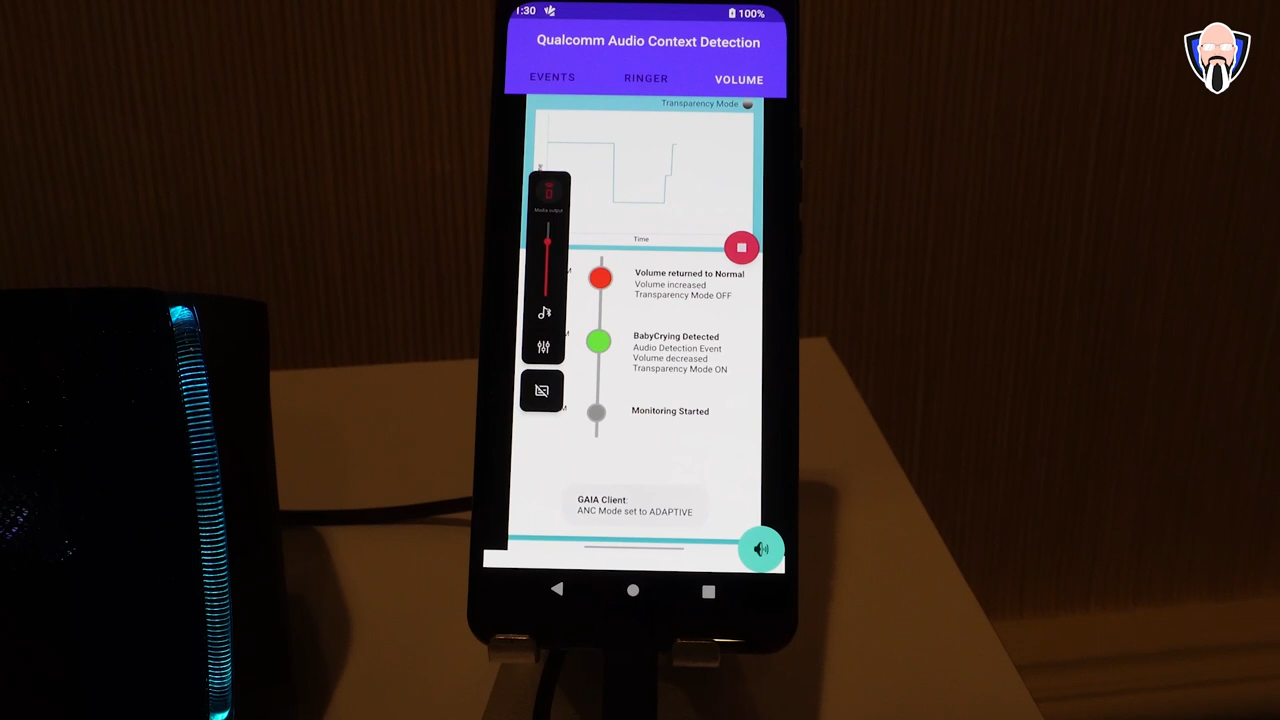 1:30
100%
Qualcomm Audio Context Detection
EVENTS RINGER VOLUME
Transparency Mode
Media output
Time
Volume returned to Normal
Volume increased
Transparency Mode OFF
BabyCrying Detected
Audio Detection Event
Volume decreased
Transparency Mode ON
Monitoring Started
GAIA Client:
ANC Mode set to ADAPTIVE